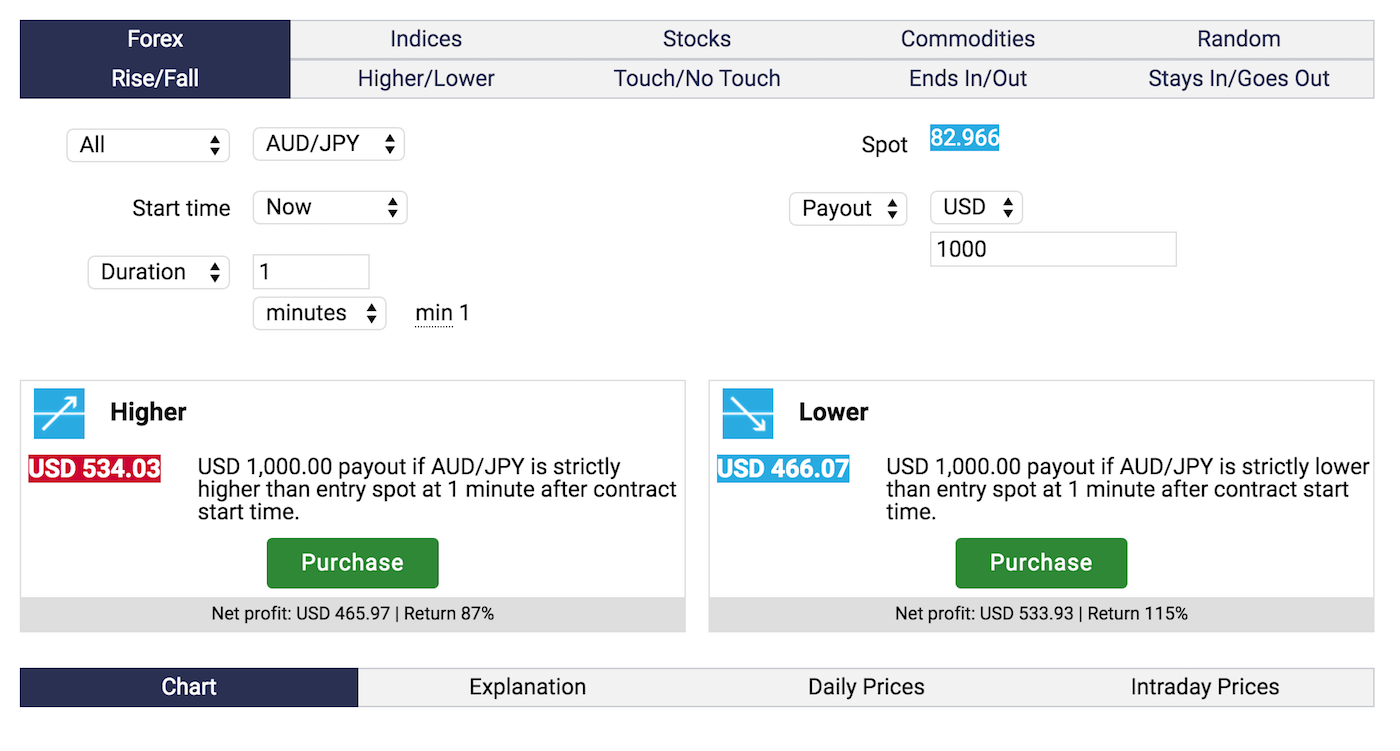 Forex Indices Stocks Commodities Random
Rise/Fall Higher/Lower Touch/No Touch Ends In/Out Stays In/Goes Out
All AUD/JPY Spot 82.966
Start time Now Payout USD
1000
Duration 1
minutes min 1
Higher
USD 534.03 USD 1,000.00 payout if AUD/JPY is strictly
higher than entry spot at 1 minute after contract
start time.
Purchase
Net profit: USD 465.97 | Return 87%
Lower
USD 466.07 USD 1,000.00 payout if AUD/JPY is strictly lower
than entry spot at 1 minute after contract start
time.
Purchase
Net profit: USD 533.93 | Return 115%
Chart Explanation Daily Prices Intraday Prices